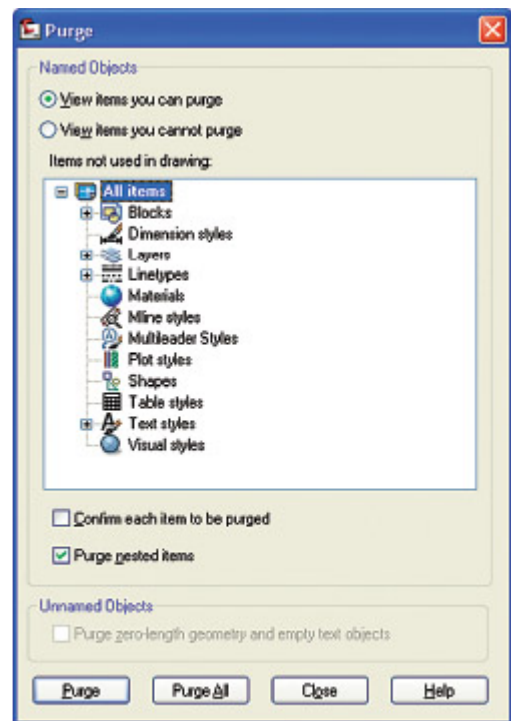 Purge
Named Objects
View items you can purge
View items you cannot purge
Items not used in drawing:
All items
Blocks
Dimension styles
Layers
Linetypes
Materials
Mline styles
Multileader Styles
Plot styles
Shapes
Table styles
Text styles
Visual styles
Confirm each item to be purged
Purge nested items
Unnamed Objects
Purge zero-length geometry and empty text objects
Purge Purge All Close Help